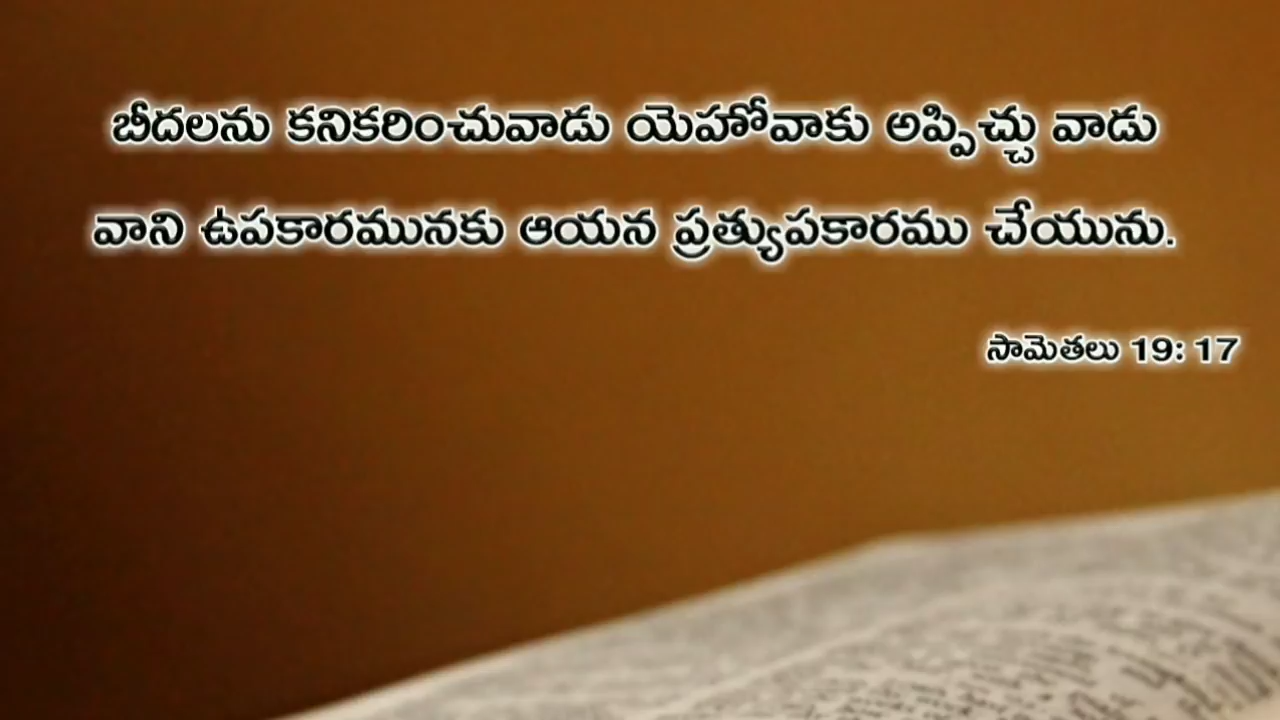 బీదలను కనికరించువాడు యెహోవాకు అప్పిచ్చు వాడు
వాని ఉపకారమునకు ఆయన ప్రత్యుపకారము చేయును.
సామెతలు 19: 17